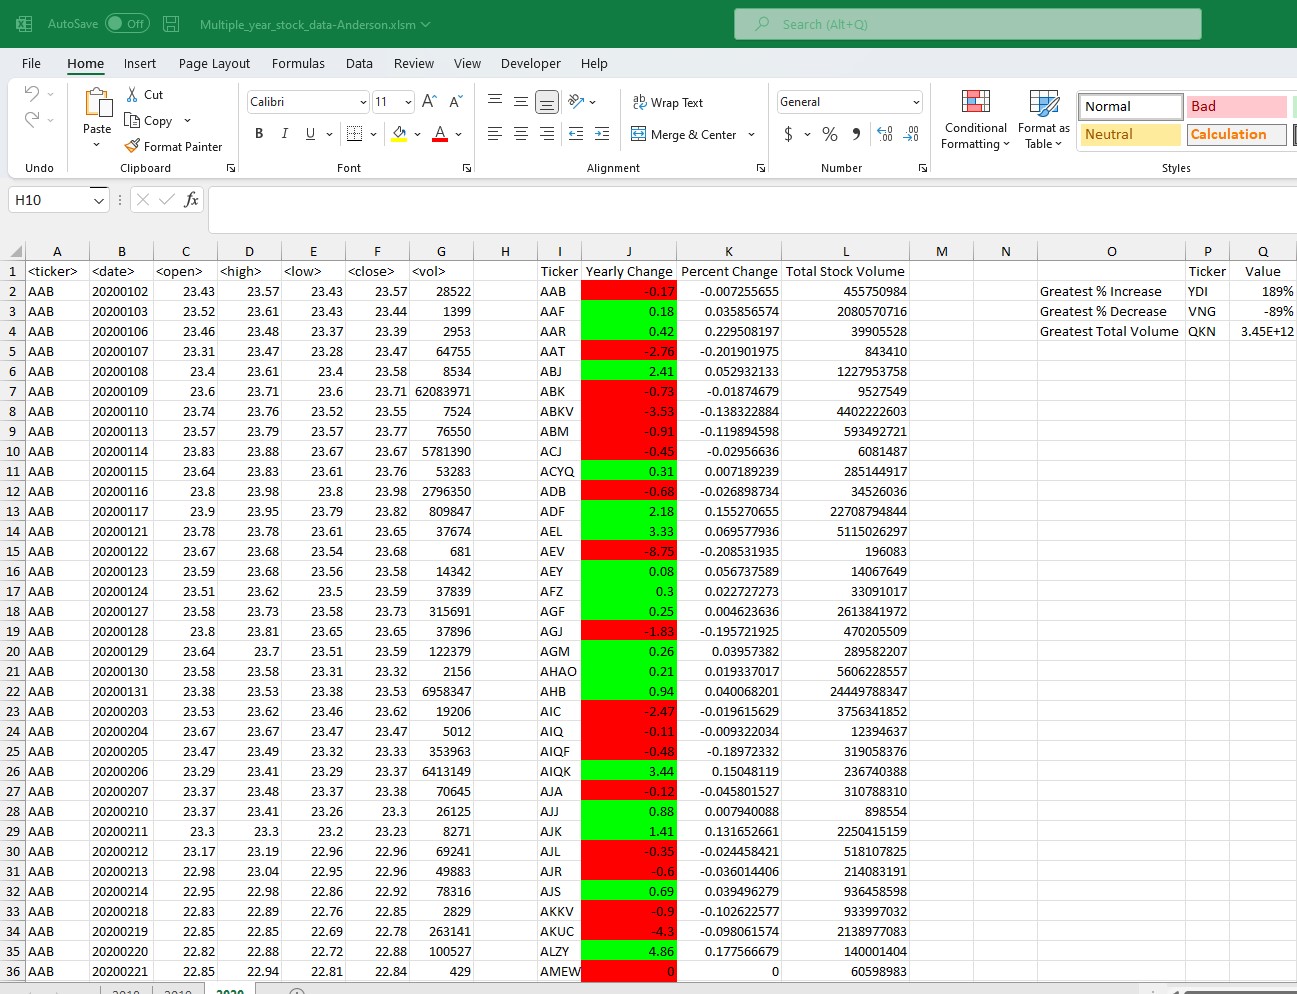 AutoSave Off Multiple_year_stock_data-Anderson.xlsm Search (Alt+Q)
File Home Insert Page Layout Formulas Data Review View Developer Help
Cut
Copy
Format Painter
Paste
Calibri 11
B I U
Wrap Text
Merge & Center
General
$ % 9
Conditional Formatting
Format as Table
Normal Bad
Neutral Calculation
Undo Clipboard Font Alignment Number Styles
H10 fx
A B C D E F G H I J K L M N O P Q
1 <ticker> <date> <open> <high> <low> <close> <vol> Ticker Yearly Change Percent Change Total Stock Volume Ticker Value
2 AAB 20200102 23.43 23.57 23.43 23.57 28522 AAB -0.17 -0.007255655 455750984 Greatest % Increase YDI 189%
3 AAB 20200103 23.52 23.61 23.43 23.44 1399 AAF 0.18 0.035856574 2080570716 Greatest % Decrease VNG -89%
4 AAB 20200106 23.46 23.48 23.37 23.39 2953 AAR 0.42 0.229508197 39905528 Greatest Total Volume QKN 3.45E+12
5 AAB 20200107 23.31 23.47 23.28 23.47 64755 AAT -2.76 -0.201901975 843410
6 AAB 20200108 23.4 23.61 23.4 23.58 8534 ABJ 2.41 0.052932133 1227953758
7 AAB 20200109 23.6 23.71 23.6 23.71 62083971 ABK -0.73 -0.01874679 9527549
8 AAB 20200110 23.74 23.76 23.52 23.55 7524 ABKV -3.53 -0.138322884 4402222603
9 AAB 20200113 23.57 23.79 23.57 23.77 76550 ABM -0.91 -0.119894598 593492721
10 AAB 20200114 23.83 23.88 23.67 23.67 5781390 ACJ -0.45 -0.02956636 6081487
11 AAB 20200115 23.64 23.83 23.61 23.76 53283 ACYQ 0.31 0.007189239 285144917
12 AAB 20200116 23.8 23.98 23.8 23.98 2796350 ADB -0.68 -0.026898734 34526036
13 AAB 20200117 23.9 23.95 23.79 23.82 809847 ADF 2.18 0.155270655 22708794844
14 AAB 20200121 23.78 23.78 23.61 23.65 37674 AEL 3.33 0.069577936 5115026297
15 AAB 20200122 23.67 23.68 23.54 23.68 681 AEV -8.75 -0.208531935 196083
16 AAB 20200123 23.59 23.68 23.56 23.58 14342 AEY 0.08 0.056737589 14067649
17 AAB 20200124 23.51 23.62 23.5 23.59 37839 AFZ 0.3 0.022727273 33091017
18 AAB 20200127 23.58 23.73 23.58 23.73 315691 AGF 0.25 0.004623636 2613841972
19 AAB 20200128 23.8 23.81 23.65 23.65 37896 AGJ -1.83 -0.195721925 470205509
20 AAB 20200129 23.64 23.7 23.51 23.59 122379 AGM 0.26 0.03957382 289582207
21 AAB 20200130 23.58 23.58 23.31 23.32 2156 AHAO 0.21 0.019337017 5606228557
22 AAB 20200131 23.38 23.53 23.38 23.53 6958347 AHB 0.94 0.040068201 24449788347
23 AAB 20200203 23.53 23.62 23.46 23.62 19206 AIC -2.47 -0.019615629 3756341852
24 AAB 20200204 23.67 23.67 23.47 23.47 5012 AIQ -0.11 -0.009322034 12394637
25 AAB 20200205 23.47 23.49 23.32 23.33 353963 AIQF -0.48 -0.18972332 319058376
26 AAB 20200206 23.29 23.41 23.29 23.37 6413149 AIQK 3.44 0.15048119 236740388
27 AAB 20200207 23.37 23.48 23.37 23.38 70645 AJA -0.12 -0.045801527 310788310
28 AAB 20200210 23.37 23.41 23.26 23.3 26125 AJJ 0.88 0.007940088 898554
29 AAB 20200211 23.3 23.3 23.2 23.23 8271 AJK 1.41 0.131652661 2250415159
30 AAB 20200212 23.17 23.19 22.96 22.96 69241 AJL -0.35 -0.024458421 518107825
31 AAB 20200213 22.98 23.04 22.95 22.96 49883 AJR -0.6 -0.036014406 214083191
32 AAB 20200214 22.95 22.98 22.86 22.92 78316 AJS 0.69 0.039496279 936458598
33 AAB 20200218 22.83 22.89 22.76 22.85 2829 AKKV -0.9 -0.102622577 933997032
34 AAB 20200219 22.85 22.85 22.69 22.78 263141 AKUC -4.3 -0.098061574 2138977083
35 AAB 20200220 22.82 22.88 22.72 22.88 100527 ALZY 4.86 0.177566679 140001404
36 AAB 20200221 22.85 22.94 22.81 22.84 429 AMEW 0 0 60598983
2018 2019 2020